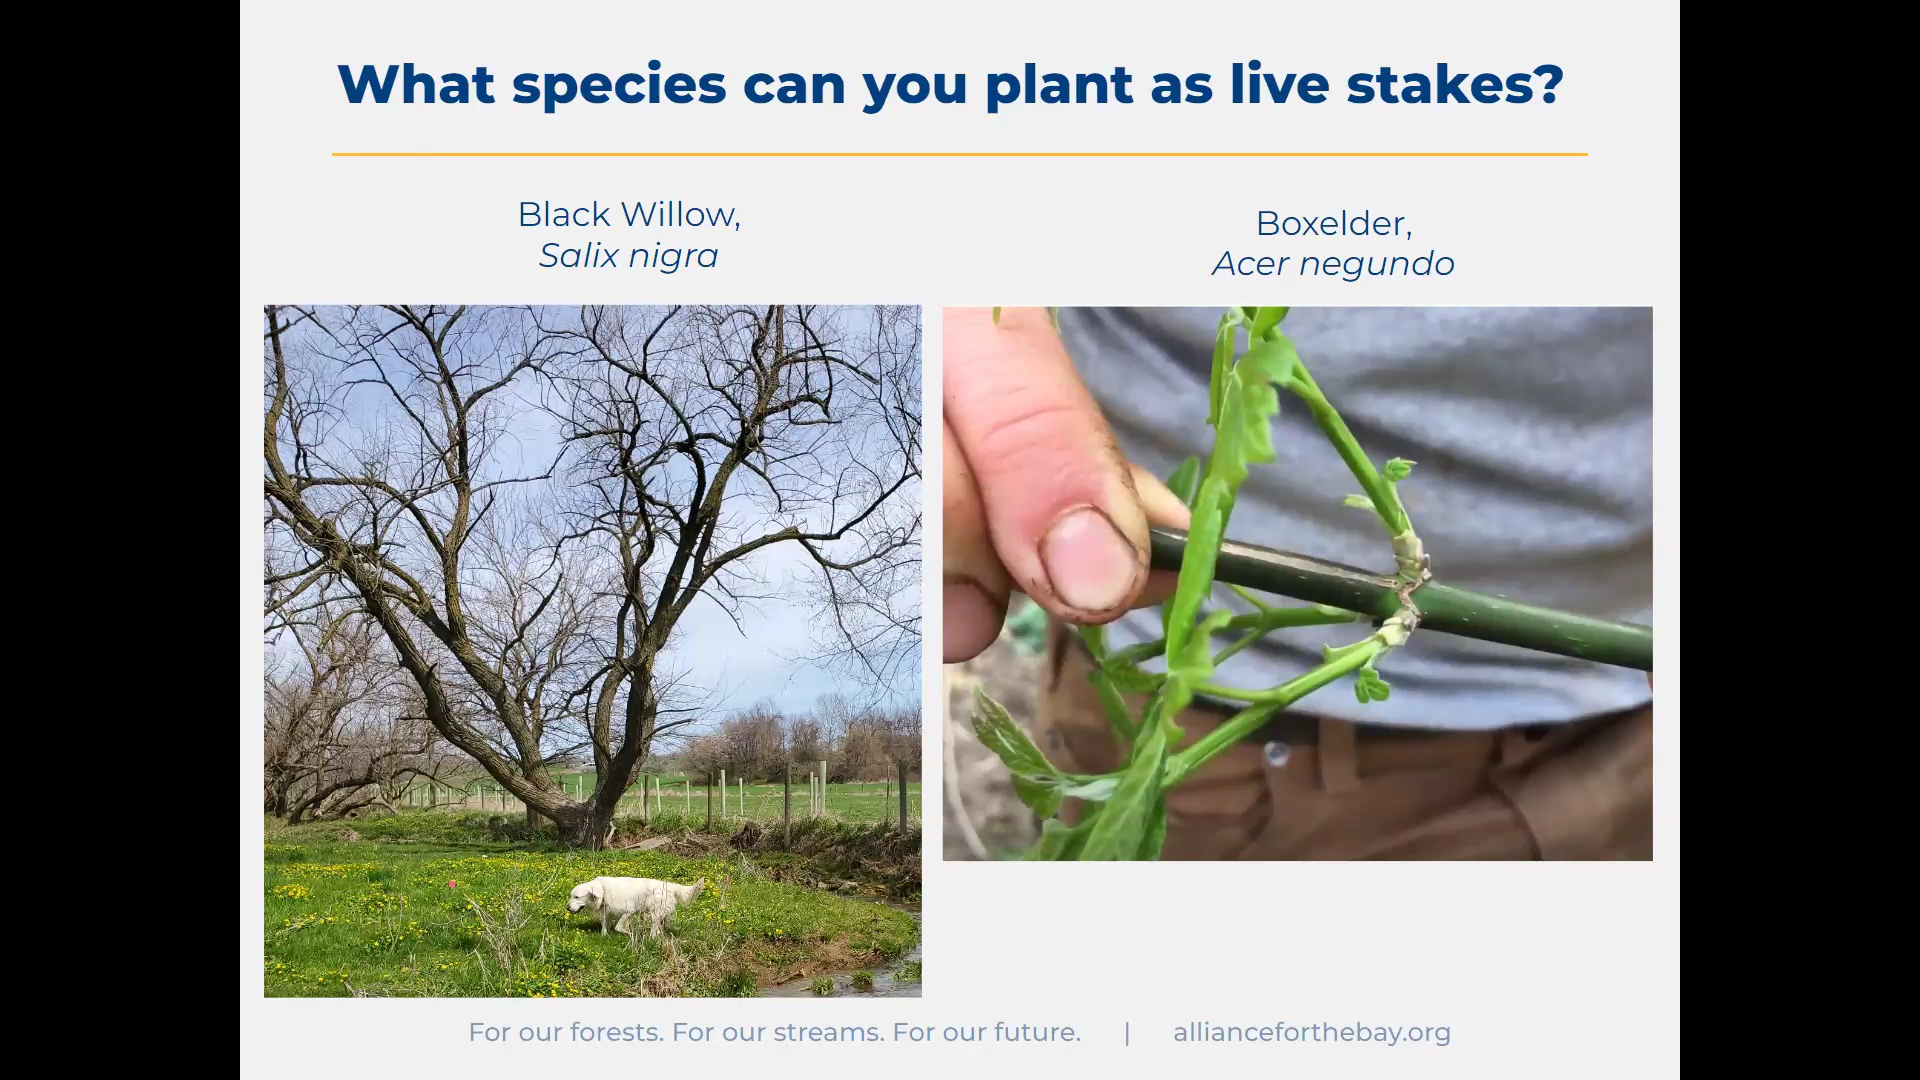 What species can you plant as live stakes?
Black Willow,
Salix nigra
Boxelder,
Acer negundo
For our forests. For our streams. For our future. | allianceforthebay.org